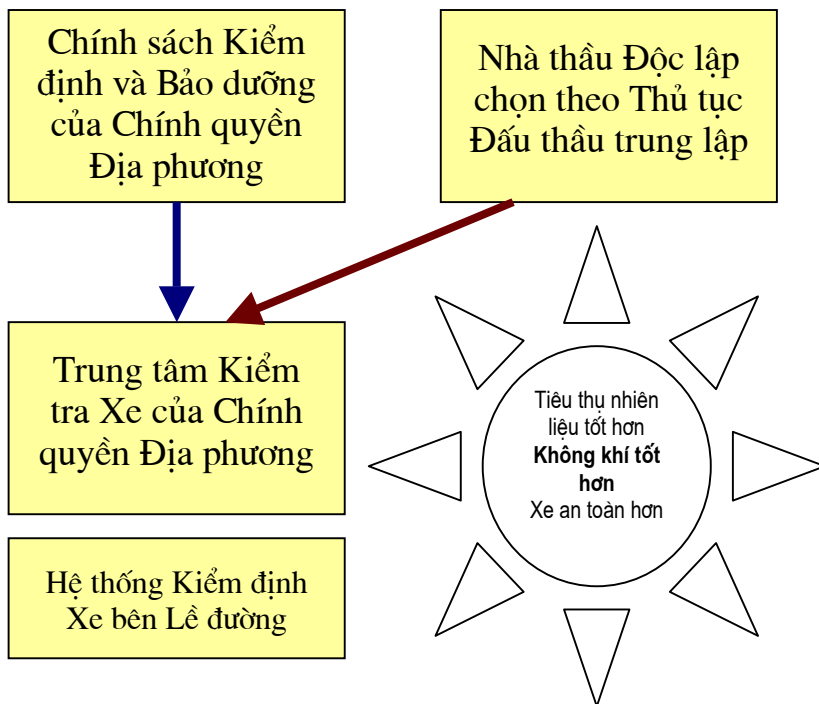 Chính sách Kiểm
định và Bảo dưỡng
của Chính quyền
Địa phương
Nhà thầu Độc lập
chọn theo Thủ tục
Đấu thầu trung lập
Trung tâm Kiểm
tra Xe của Chính
quyền Địa phương
Tiêu thụ nhiên
liệu tốt hơn
Không khí tốt
hơn
Xe an toàn hơn
Hệ thống Kiểm định
Xe bên Lề đường